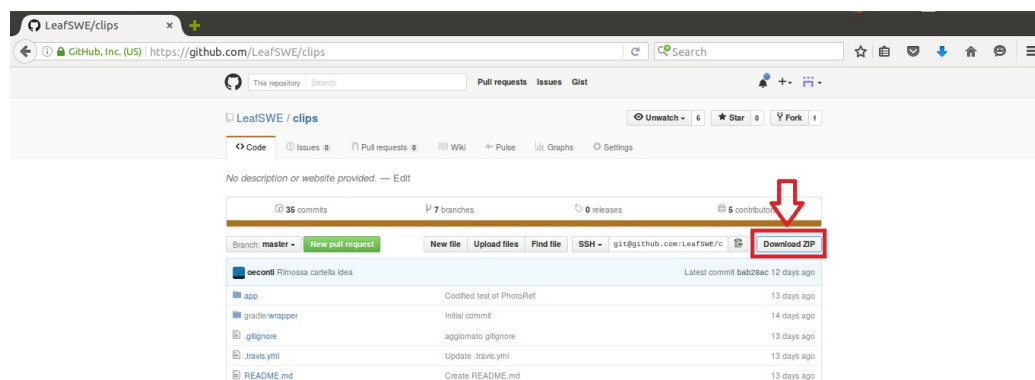 LeafSWE/clips ×
GitHub, Inc. (US) https://github.com/LeafSWE/clips Search
This repository Search Pull requests Issues Gist
LeafSWE / clips Unwatch 6 Star 0 Fork 1
Code Issues 0 Pull requests 0 Wiki Pulse Graphs Settings
No description or website provided. — Edit
35 commits 7 branches 0 releases 5 contributors
Branch: master New pull request New file Upload files Find file SSH git@github.com:LeafSWE/c Download ZIP
oeconti Rimossa cartella idea Latest commit bab28ac 12 days ago
app Codified test of PhotoRef 13 days ago
gradle/wrapper Initial commit 14 days ago
.gitignore aggiornato gitignore 13 days ago
.travis.yml Update .travis.yml 13 days ago
README.md Create README.md 13 days ago